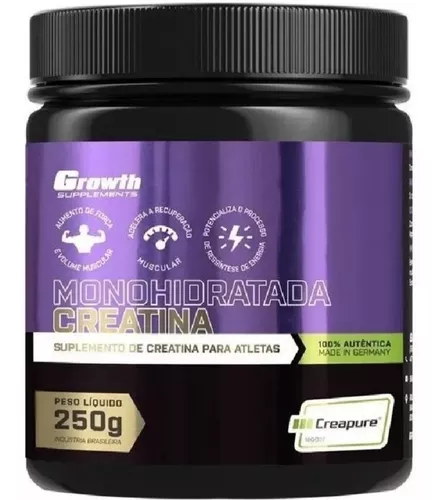 Growth
SUPPLEMENTS
AUMENTO DE FORÇA
E VOLUME MUSCULAR
ACELERA A RECUPERAÇÃO
MUSCULAR
POTENCIALIZA O PROCESSO
DE RESSÍNTESE DE ENERGIA
MONOHIDRATADA
CREATINA
SUPLEMENTO DE CREATINA PARA ATLETAS
100% AUTÊNTICA
MADE IN GERMANY
PESO LÍQUIDO
250g
INDÚSTRIA BRASILEIRA
Creapure®